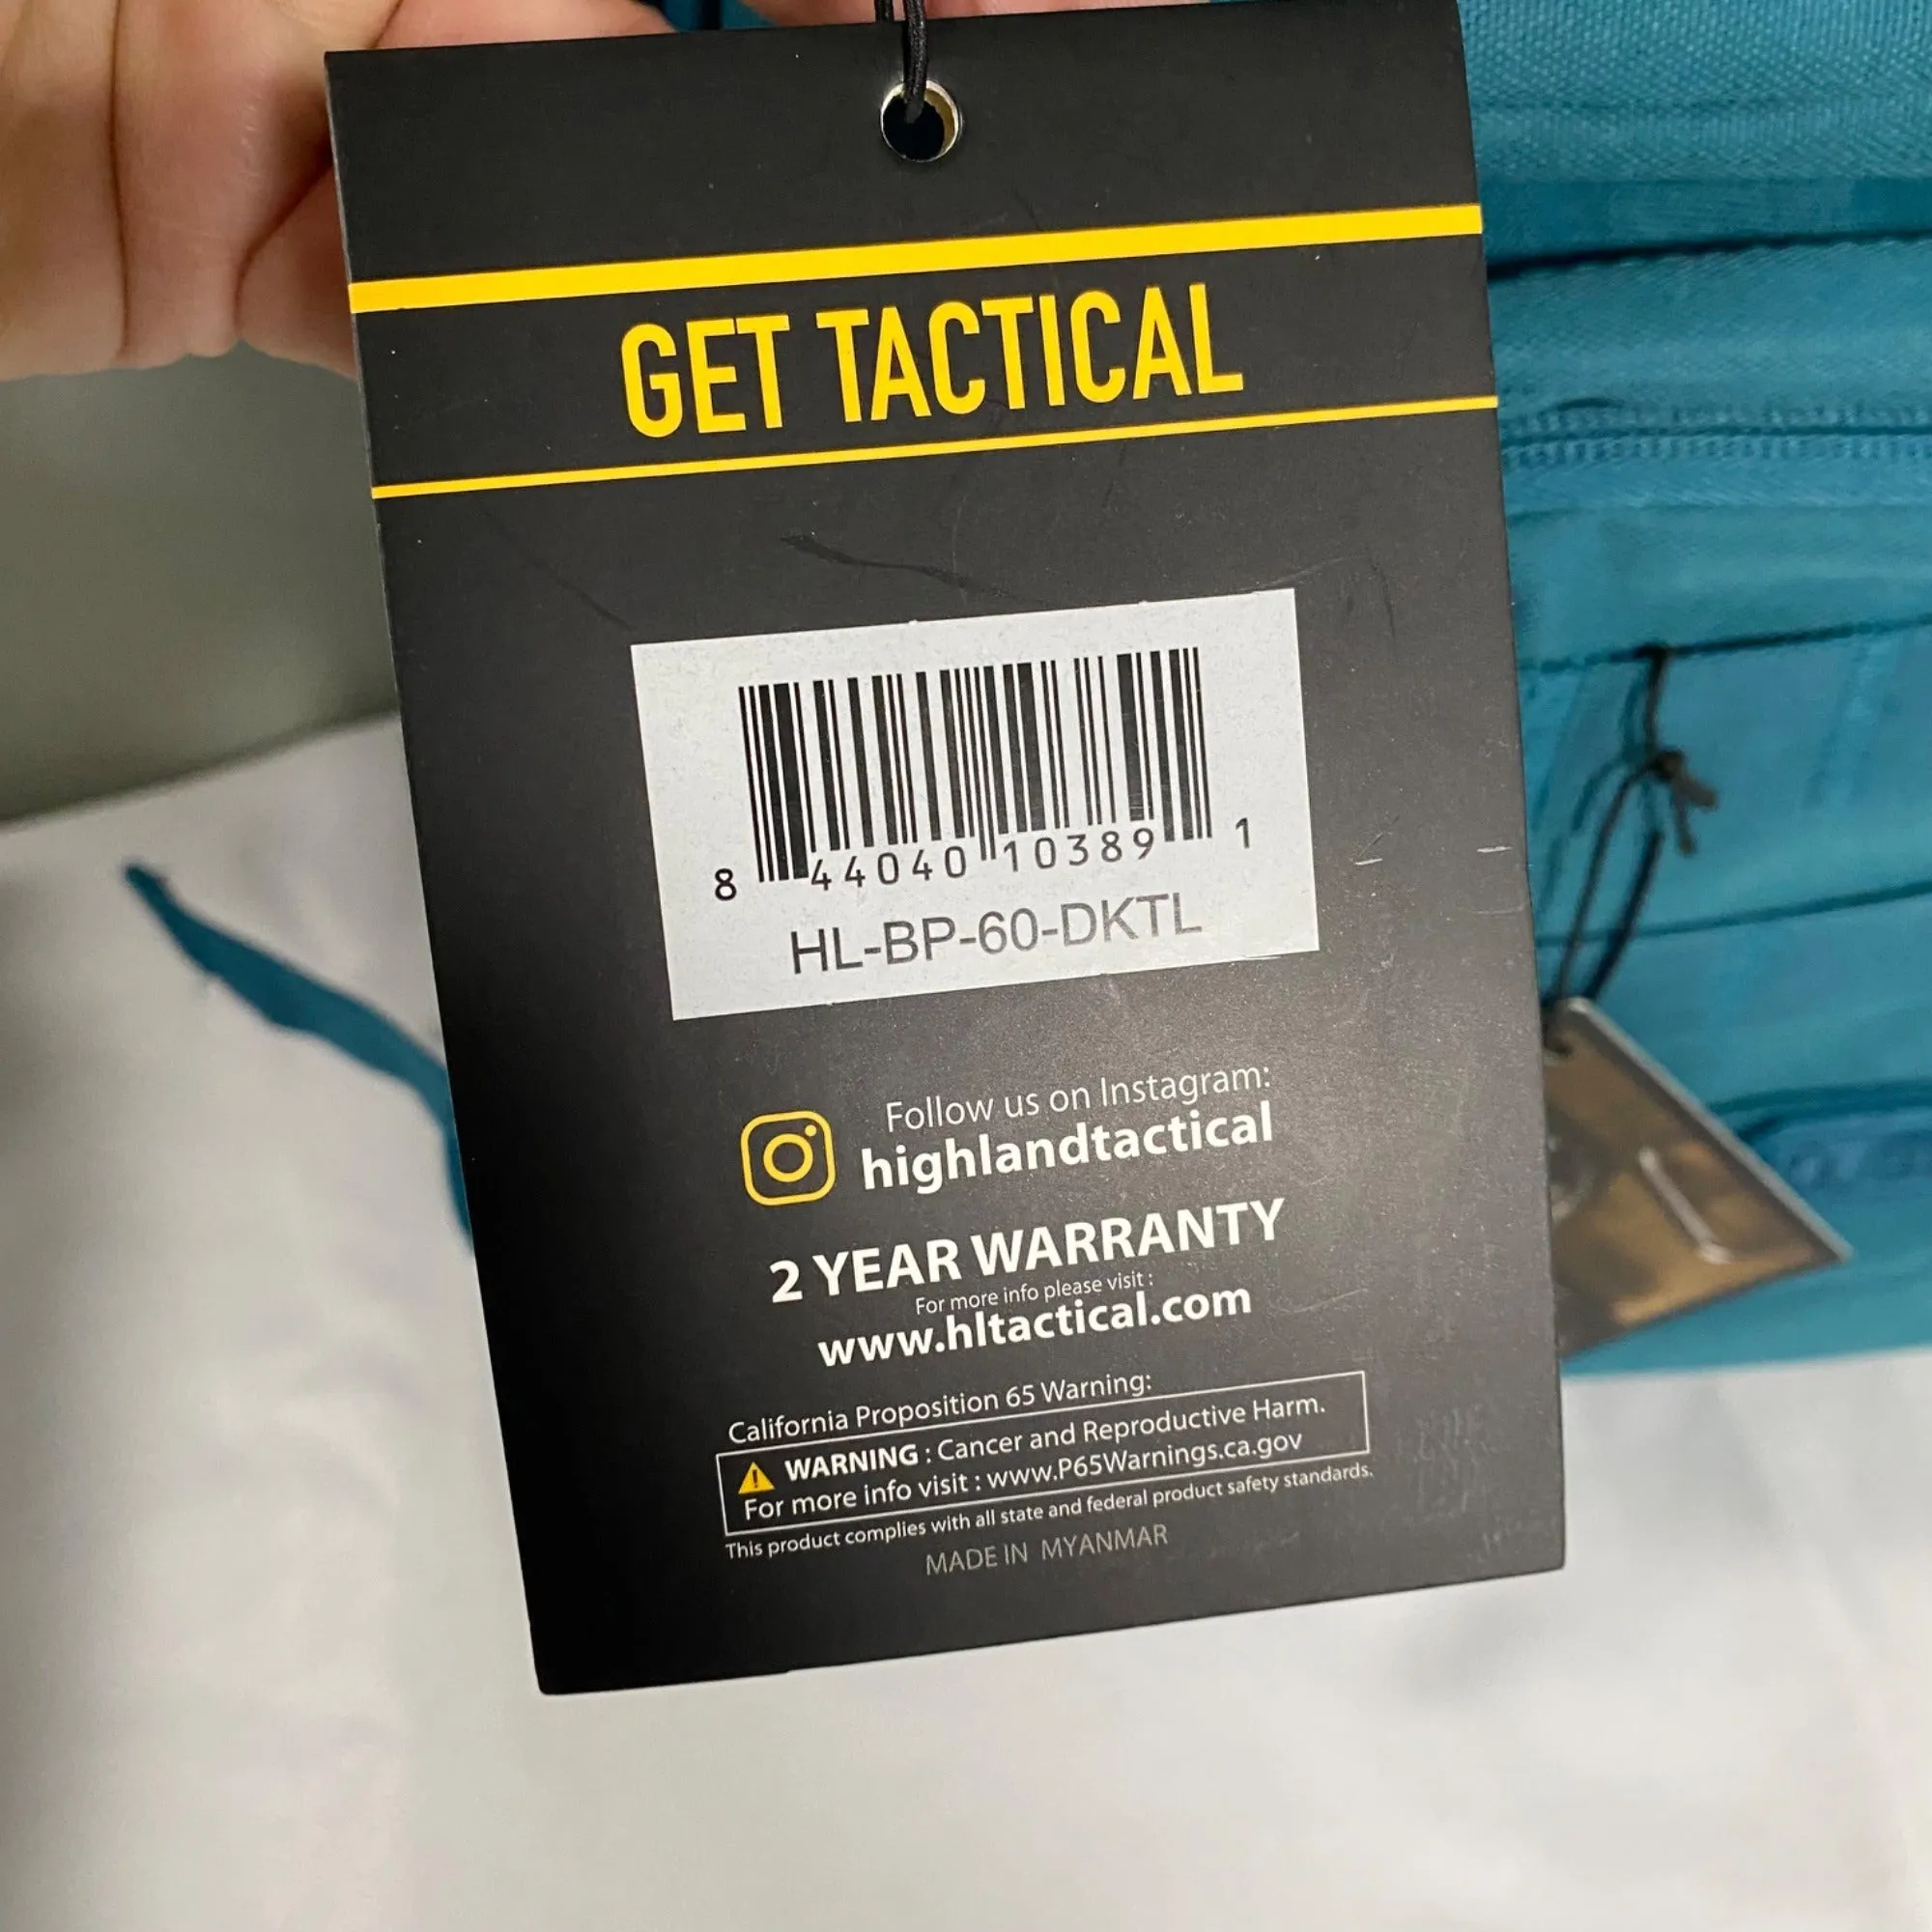 GET TACTICAL
8 44040 10389 1
HL-BP-60-DKTL
Follow us on Instagram:
highlandtactical
2 YEAR WARRANTY
For more info please visit :
www.hltactical.com
California Proposition 65 Warning:
WARNING : Cancer and Reproductive Harm.
For more info visit : www.P65Warnings.ca.gov
This product complies with all state and federal product safety standards.
MADE IN MYANMAR